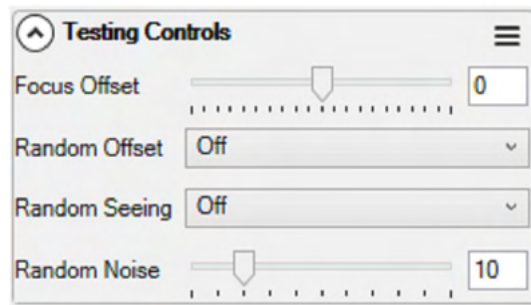 Testing Controls
Focus Offset 0
Random Offset Off
Random Seeing Off
Random Noise 10